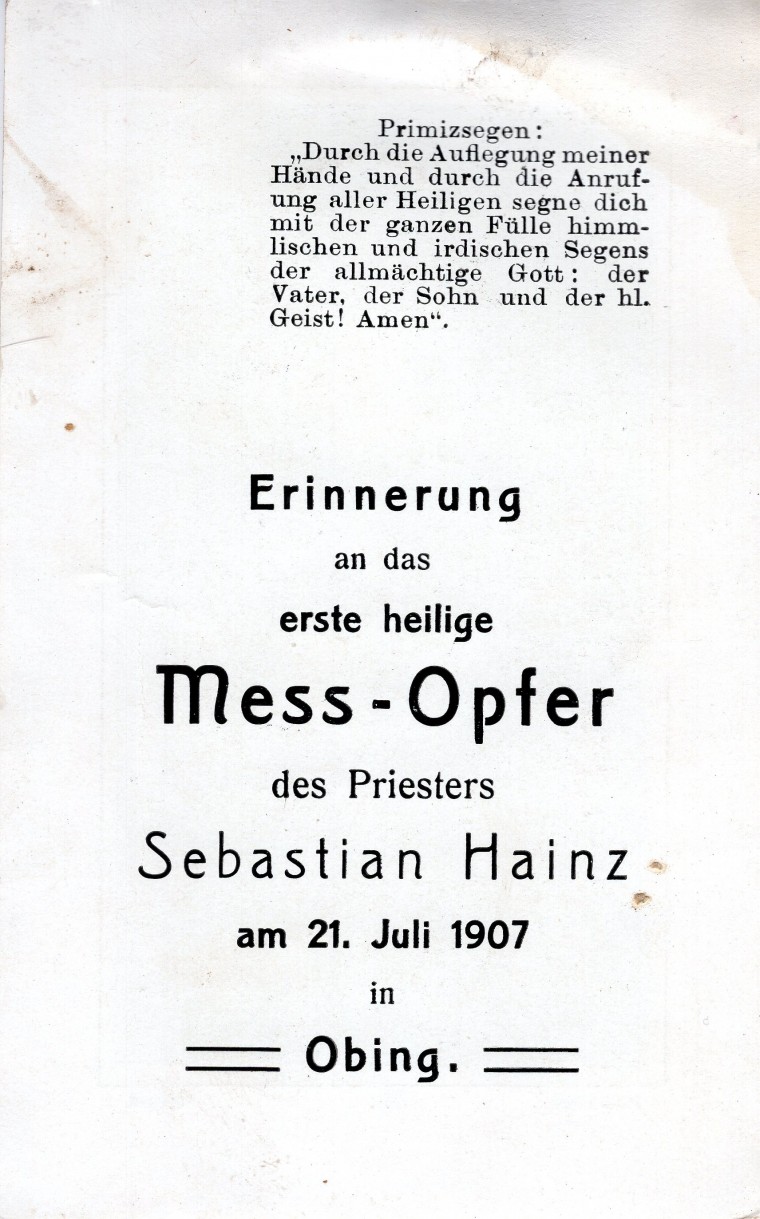 Primizsegen:
„Durch die Auflegung meiner
Hände und durch die Anruf-
ung aller Heiligen segne dich
mit der ganzen Fülle himm-
lischen und irdischen Segens
der allmächtige Gott: der
Vater, der Sohn und der hl.
Geist! Amen“.
Erinnerung
an das
erste heilige
Mess-Opfer
des Priesters
Sebastian Hainz
am 21. Juli 1907
in
Obing.